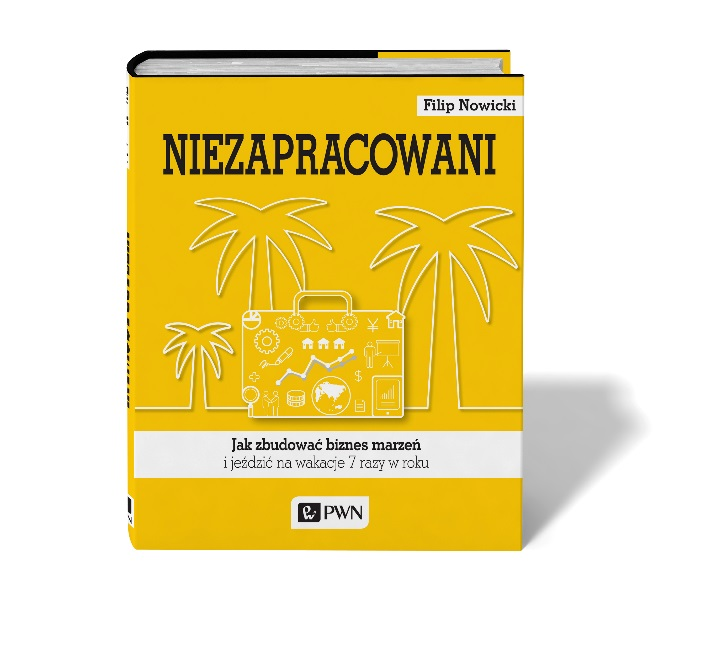 Filip Nowicki
NIEZAPRACOWANI
Jak zbudować biznes marzeń
i jeździć na wakacje 7 razy w roku
PWN